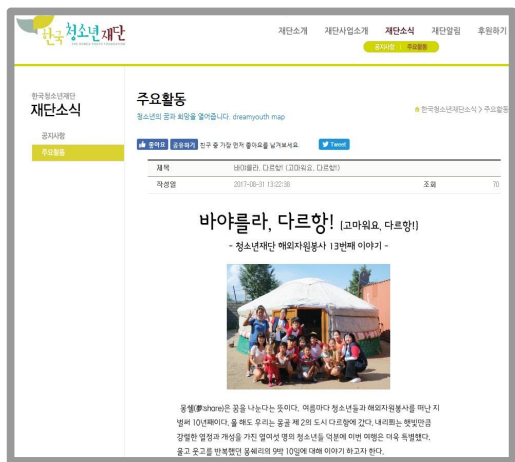 한국청소년재단
THE KOREA YOUTH FOUNDATION
재단소개 재단사업소개 재단소식 재단알림 후원하기
공지사항 | 주요활동
한국청소년재단
재단소식
공지사항
주요활동
주요활동
청소년의 꿈과 희망을 열어줍니다. dreamyouth map
한국청소년재단소식 > 주요활동
좋아요 공유하기 친구 중 가장 먼저 좋아요를 남겨보세요. Tweet
제목 바야를라, 다르항! (고마워요, 다르항!)
작성일 2017-08-31 13:22:36 조회 70
바야를라, 다르항! (고마워요, 다르항!)
- 청소년재단 해외자원봉사 13번째 이야기 -
몽쉐(夢:share)은 꿈을 나눈다는 뜻이다. 여름마다 청소년들과 해외자원봉사를 떠난 지
벌써 10년째이다. 올 해도 우리는 몽골 제 2의 도시 다르항에 갔다. 내리쬐는 햇빛만큼
강렬한 열정과 개성을 가진 열여섯 명의 청소년들 덕분에 이번 여행은 더욱 특별했다.
울고 웃고를 반복했던 몽쉐리의 9박 10일에 대해 이야기 하고자 한다.